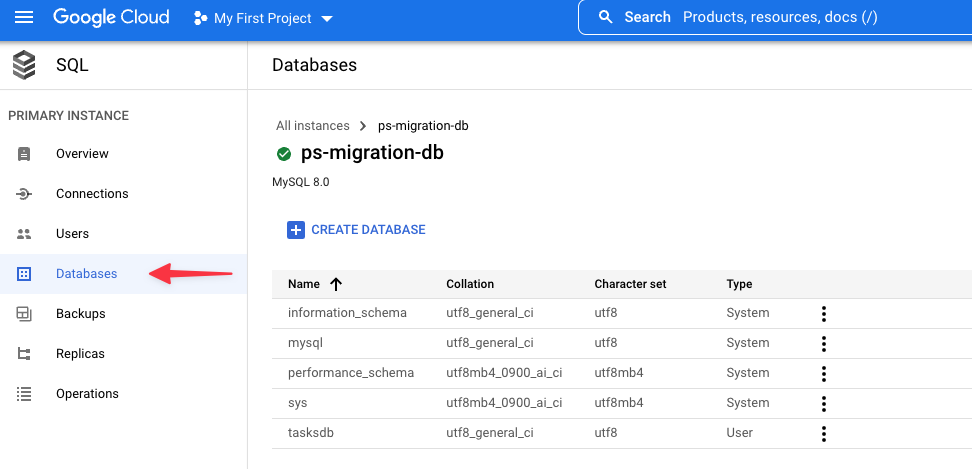 Google Cloud My First Project Search Products, resources, docs (/)
SQL
PRIMARY INSTANCE
Overview
Connections
Users
Databases
Backups
Replicas
Operations
Databases
All instances > ps-migration-db
ps-migration-db
MySQL 8.0
CREATE DATABASE
Name Collation Character set Type
information_schema utf8_general_ci utf8 System
mysql utf8_general_ci utf8 System
performance_schema utf8mb4_0900_ai_ci utf8mb4 System
sys utf8mb4_0900_ai_ci utf8mb4 System
tasksdb utf8_general_ci utf8 User